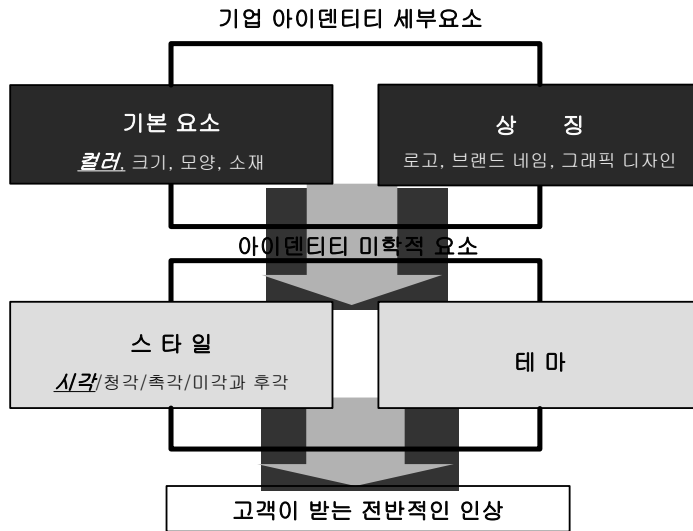 기업 아이덴티티 세부요소
기본 요소
컬러, 크기, 모양, 소재
상 징
로고, 브랜드 네임, 그래픽 디자인
아이덴티티 미학적 요소
스 타 일
시각/청각/촉각/미각과 후각
테 마
고객이 받는 전반적인 인상